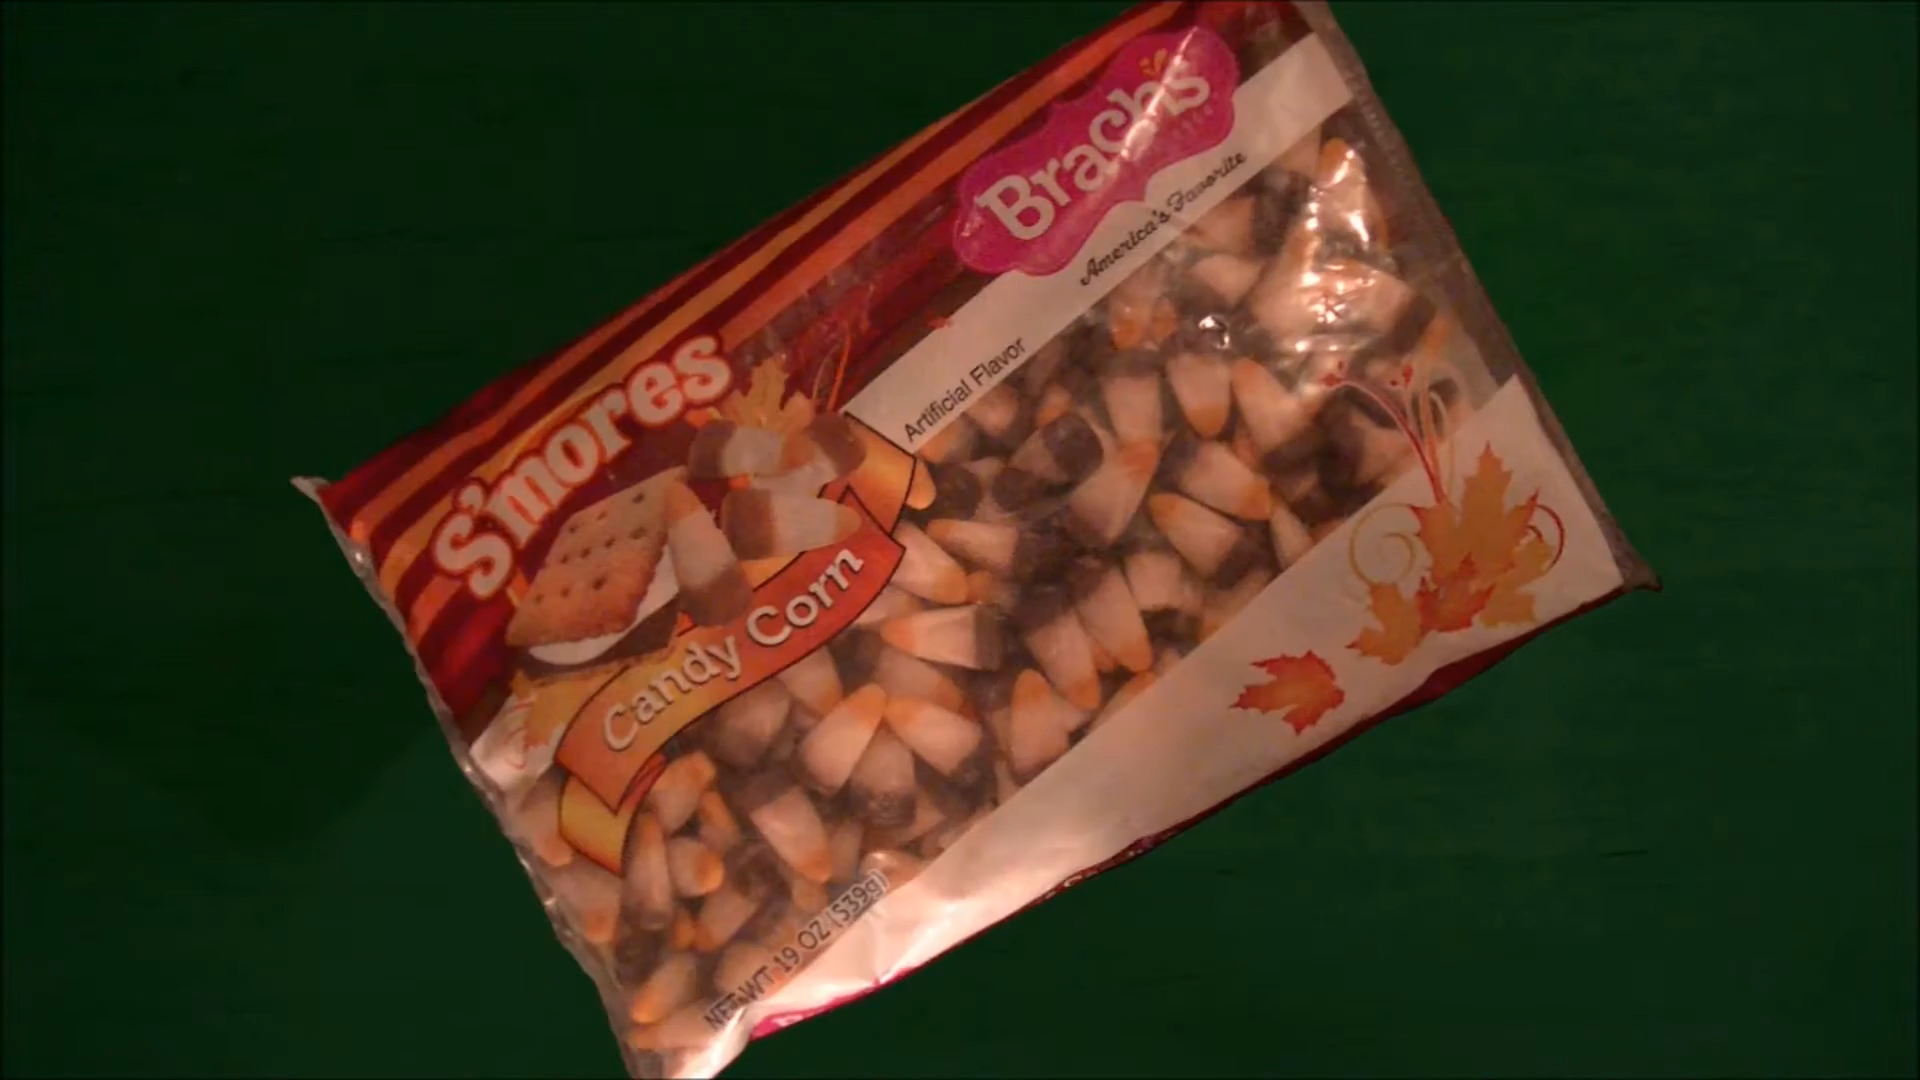 Brach's
America's Favorite
Artificial Flavor
S'mores
Candy Corn
NET WT 19 OZ (539g)